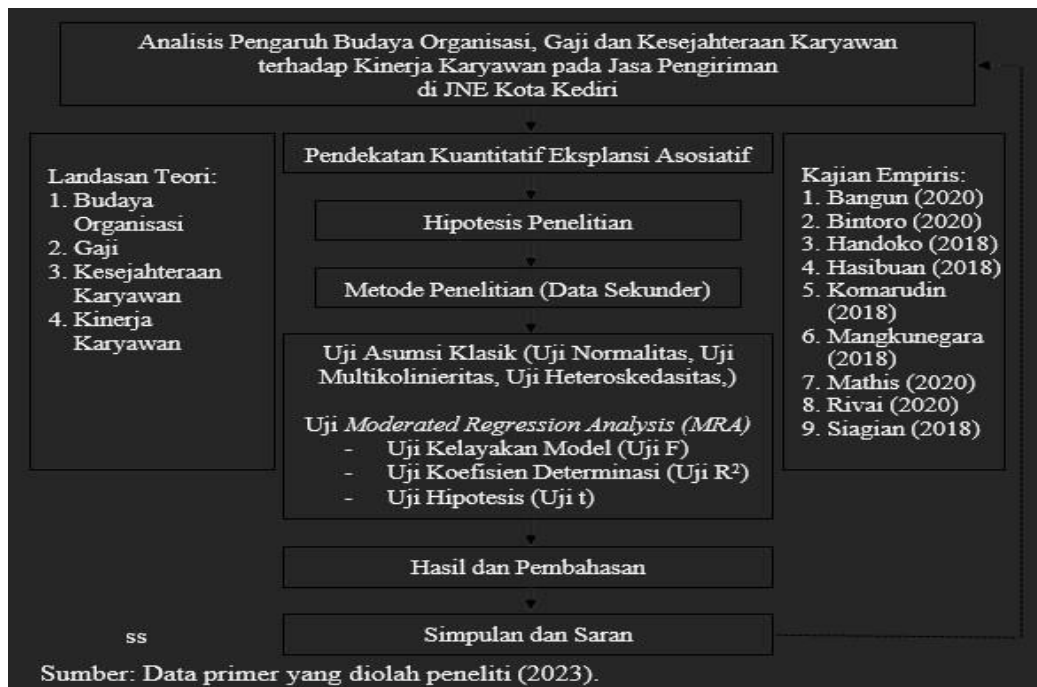 Analisis Pengaruh Budaya Organisasi, Gaji dan Kesejahteraan Karyawan
terhadap Kinerja Karyawan pada Jasa Pengiriman
di JNE Kota Kediri
Landasan Teori:
1. Budaya
Organisasi
2. Gaji
3. Kesejahteraan
Karyawan
4. Kinerja
Karyawan
Pendekatan Kuantitatif Eksplansi Asosiatif
Hipotesis Penelitian
Metode Penelitian (Data Sekunder)
Uji Asumsi Klasik (Uji Normalitas, Uji
Multikolinieritas, Uji Heteroskedasitas,)
Uji Moderated Regression Analysis (MRA)
- Uji Kelayakan Model (Uji F)
- Uji Koefisien Determinasi (Uji R²)
- Uji Hipotesis (Uji t)
Kajian Empiris:
1. Bangun (2020)
2. Bintoro (2020)
3. Handoko (2018)
4. Hasibuan (2018)
5. Komarudin
(2018)
6. Mangkunegara
(2018)
7. Mathis (2020)
8. Rivai (2020)
9. Siagian (2018)
Hasil dan Pembahasan
ss
Simpulan dan Saran
Sumber: Data primer yang diolah peneliti (2023).